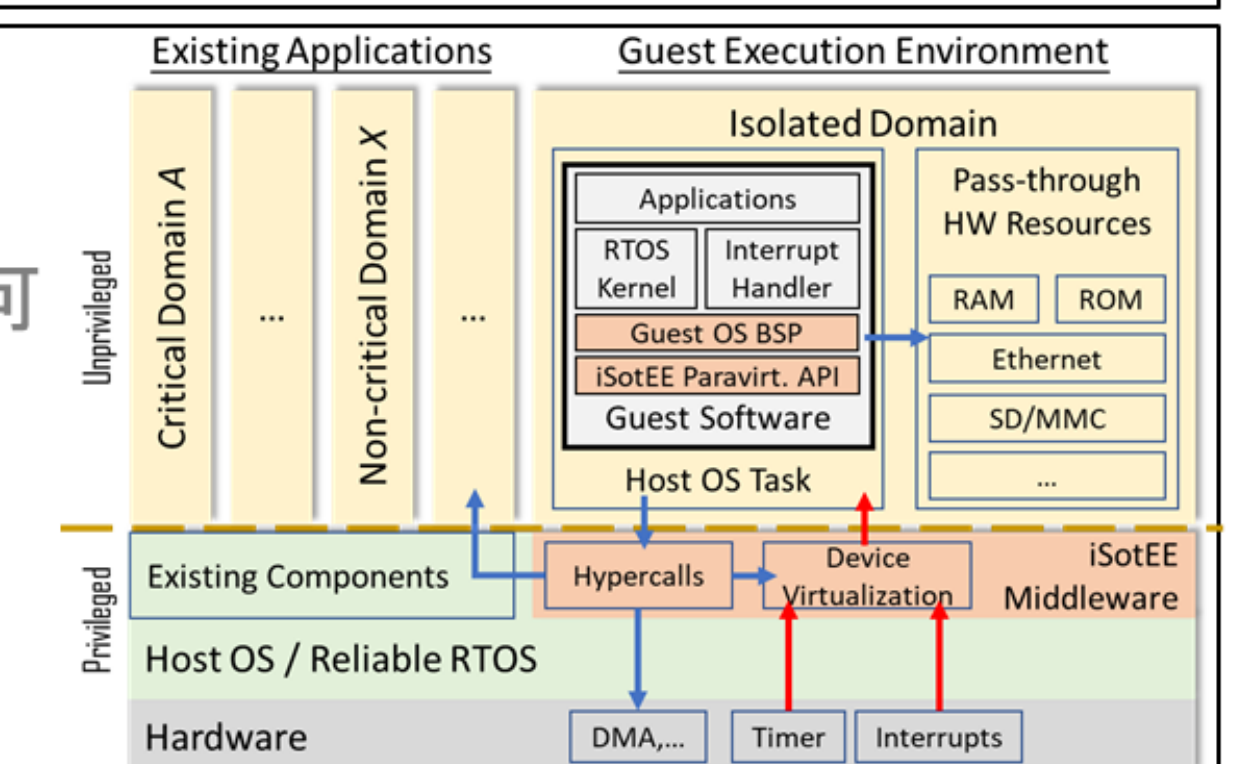 Existing Applications
Guest Execution Environment
Unprivileged
Critical Domain A
...
Non-critical Domain X
...
Isolated Domain
Applications
RTOS
Kernel
Interrupt
Handler
Guest OS BSP
iSotEE Paravirt. API
Guest Software
Host OS Task
Pass-through
HW Resources
RAM
ROM
Ethernet
SD/MMC
...
Privileged
Existing Components
Hypercalls
Device
Virtualization
iSotEE
Middleware
Host OS / Reliable RTOS
Hardware
DMA,...
Timer
Interrupts